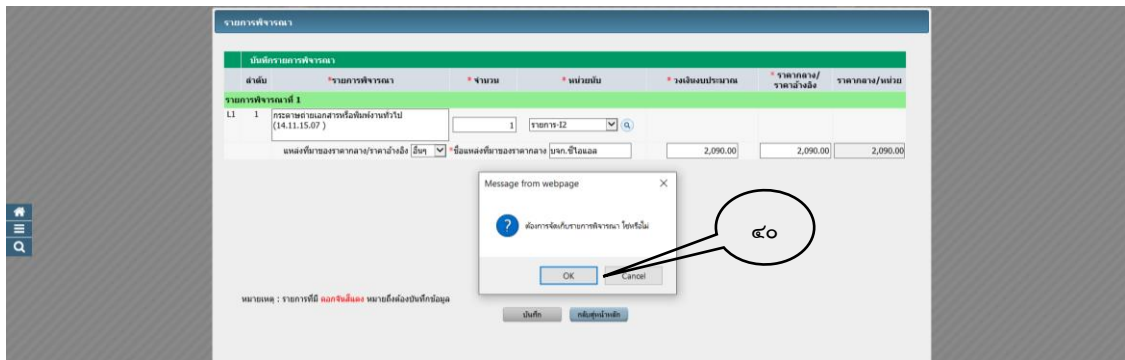 รายการพิจารณา
บันทึกรายการพิจารณา
ลำดับ *รายการพิจารณา * จำนวน * หน่วยนับ * วงเงินงบประมาณ * ราคากลาง/ราคาอ้างอิง ราคากลาง/หน่วย
รายการพิจารณาที่ 1
L1 1 กระดาษถ่ายเอกสารหรือพิมพ์งานทั่วไป
(14.11.15.07 ) 1 รายการ-I2
แหล่งที่มาของราคากลาง/ราคาอ้างอิง อื่นๆ *ชื่อแหล่งที่มาของราคากลาง บจก.ซีโอแอล 2,090.00 2,090.00 2,090.00
Message from webpage
ต้องการจัดเก็บรายการพิจารณา ใช่หรือไม่
๔๐
OK Cancel
หมายเหตุ : รายการที่มี ดอกจันสีแดง หมายถึงต้องบันทึกข้อมูล
บันทึก กลับสู่หน้าหลัก